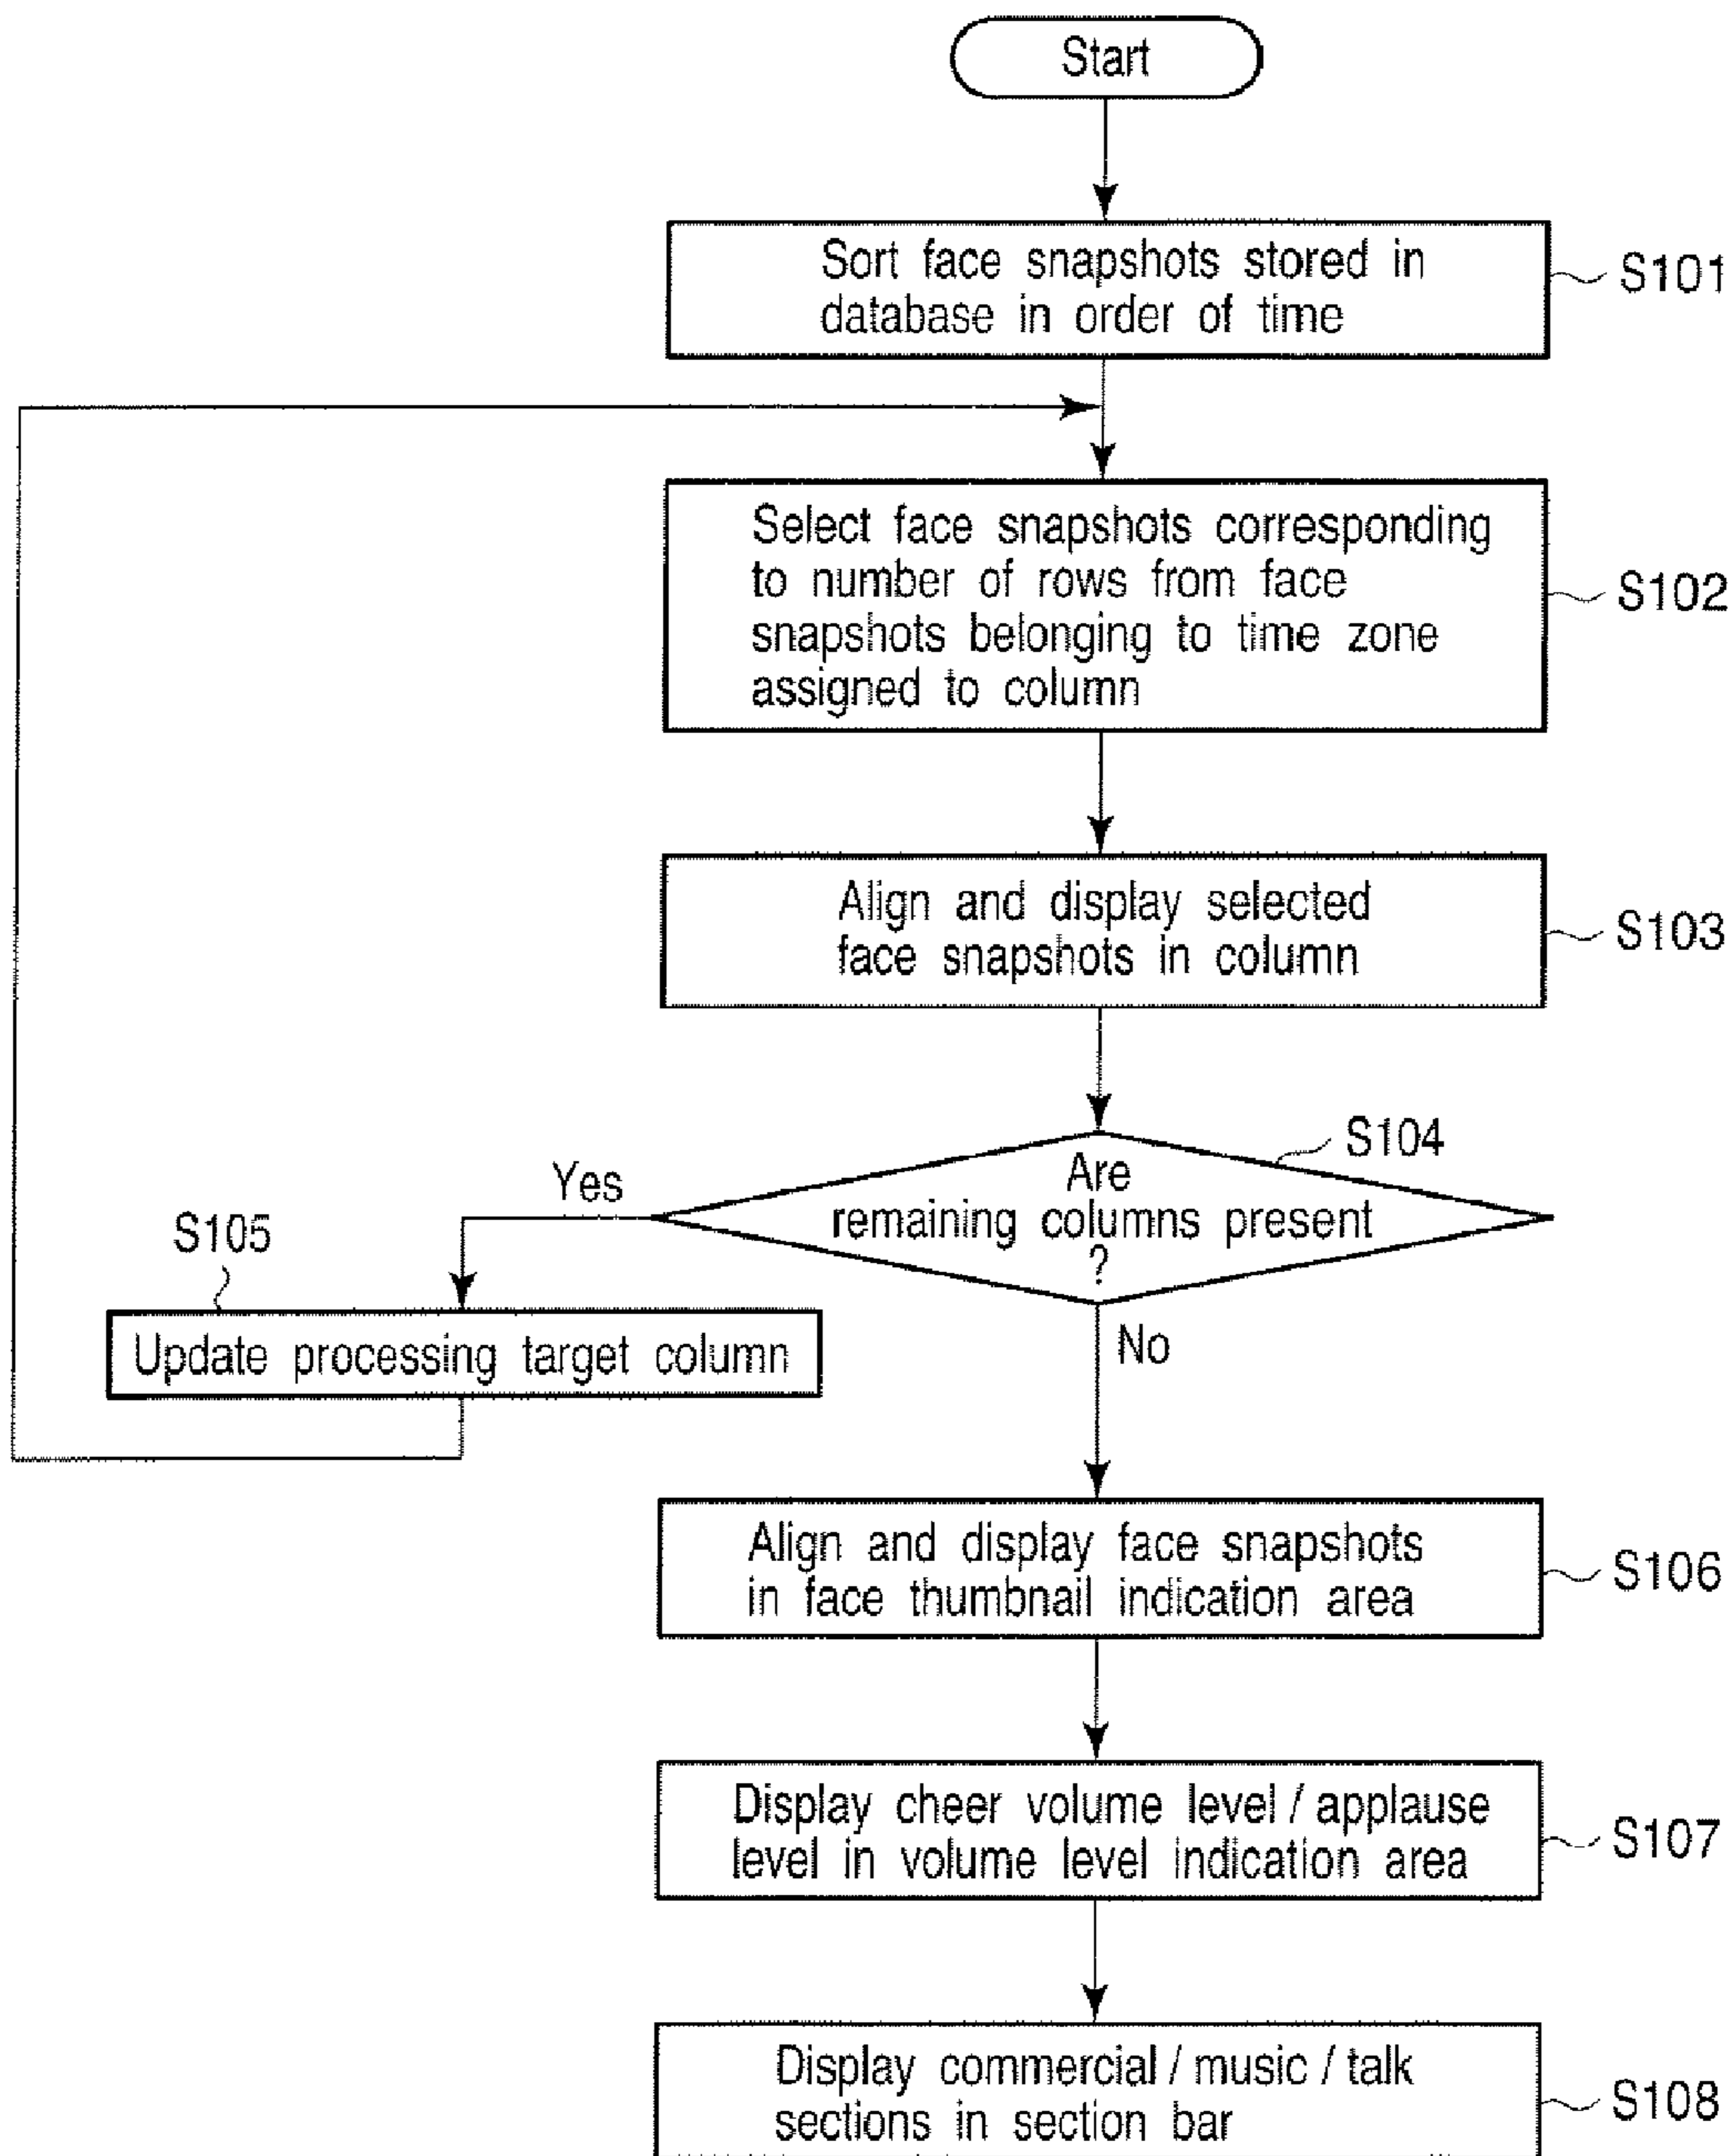 Start
Sort face snapshots stored in
database in order of time
S101
Select face snapshots corresponding
to number of rows from face
snapshots belonging to time zone
assigned to column
S102
Align and display selected
face snapshots in column
S103
S104
Are
remaining columns present
?
Yes
No
S105
Update processing target column
Align and display face snapshots
in face thumbnail indication area
S106
Display cheer volume level / applause
level in volume level indication area
S107
Display commercial / music / talk
sections in section bar
S108